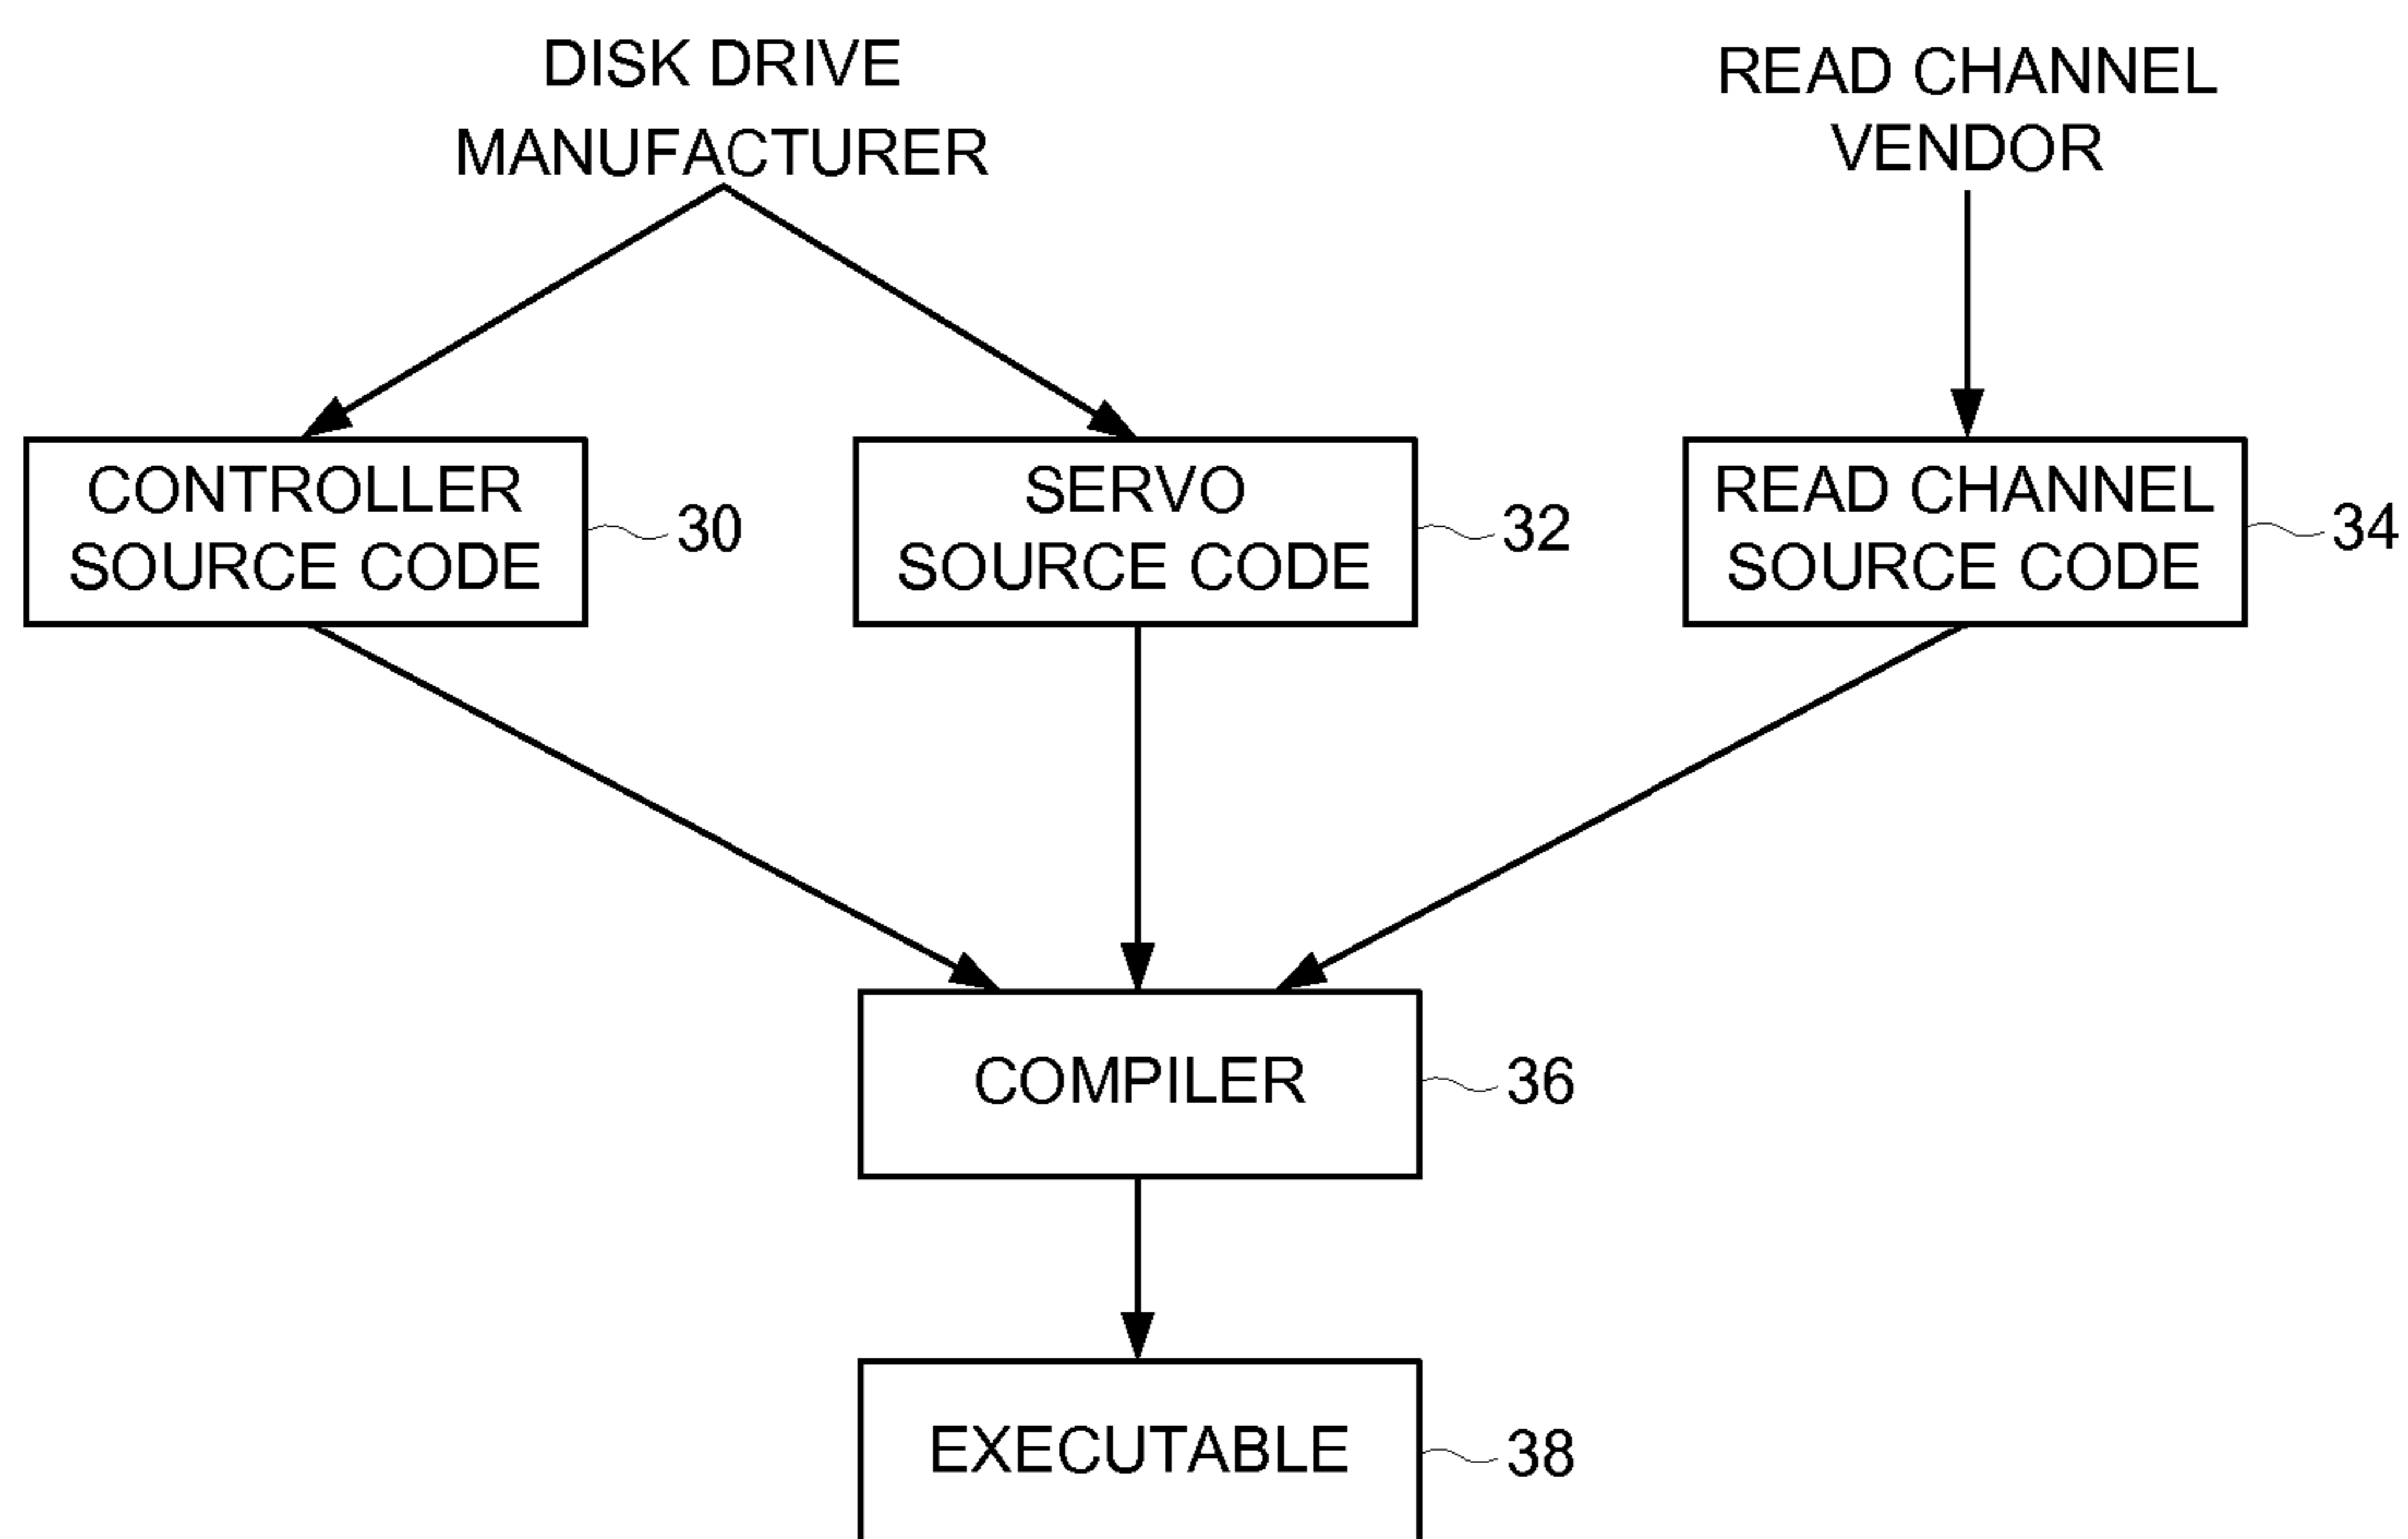 DISK DRIVE
MANUFACTURER
READ CHANNEL
VENDOR
CONTROLLER
SOURCE CODE
30
SERVO
SOURCE CODE
32
READ CHANNEL
SOURCE CODE
34
COMPILER
36
EXECUTABLE
38